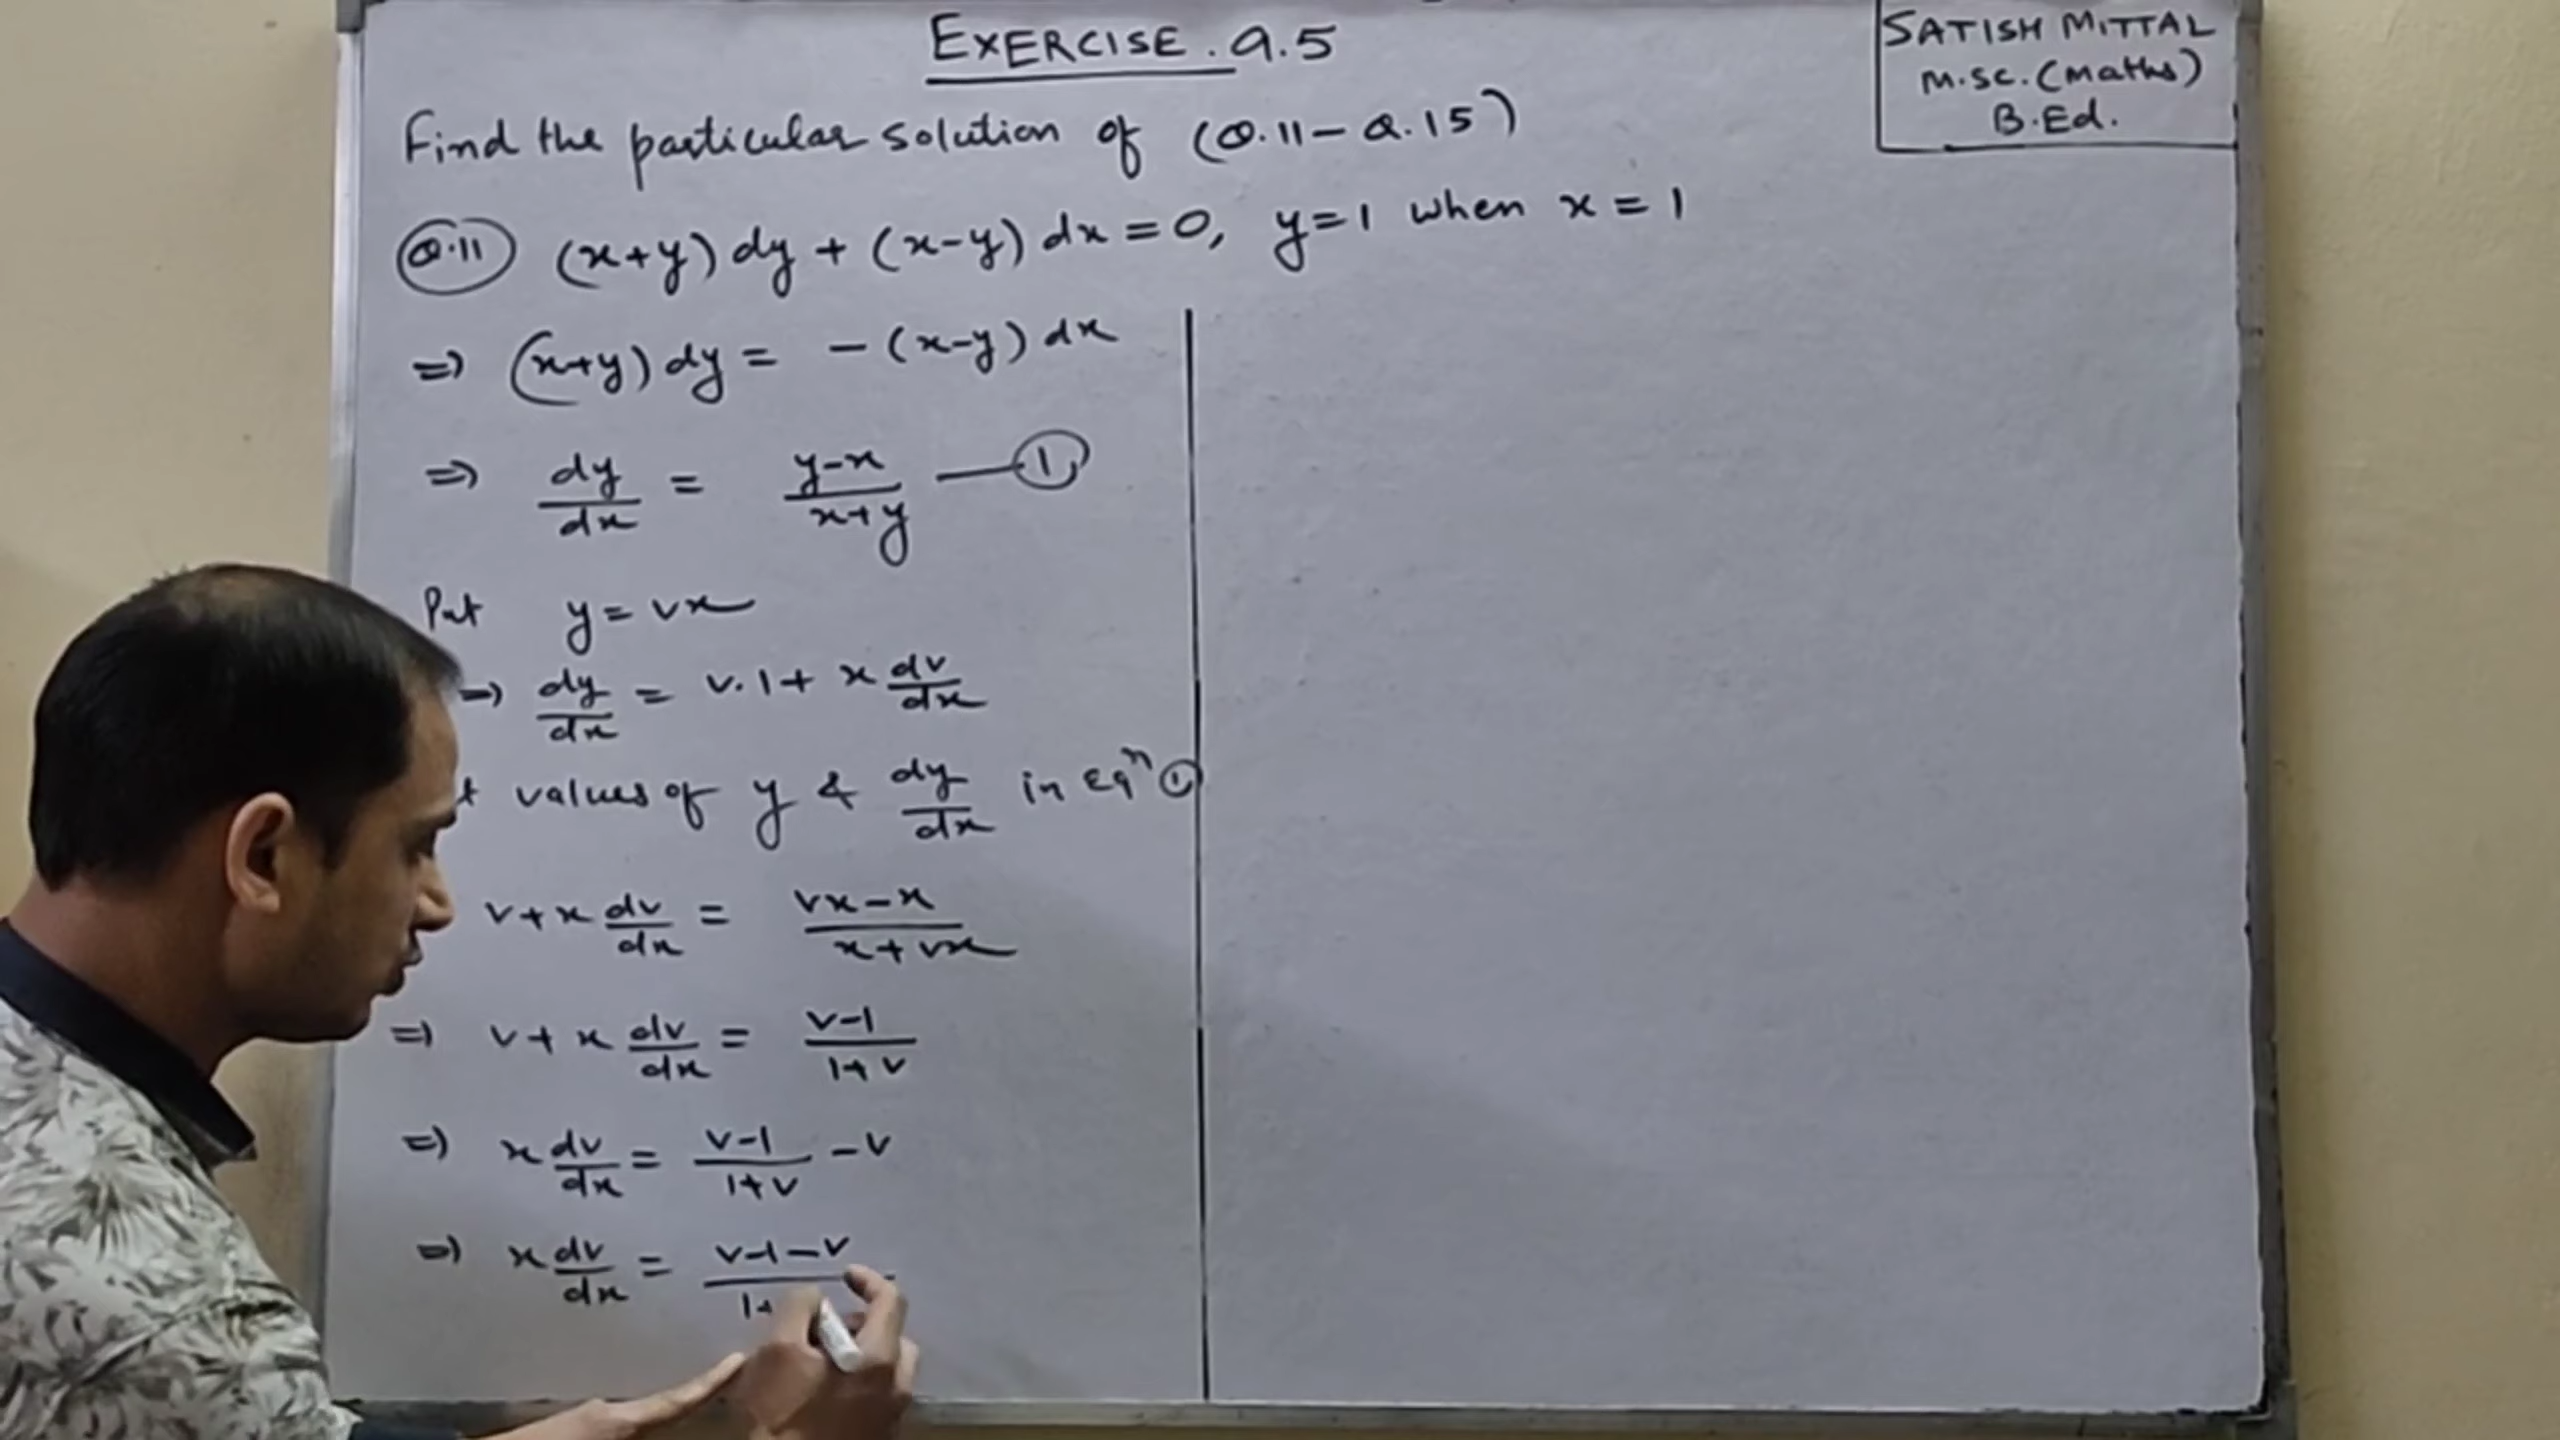 EXERCISE. 9.5
SATISH MITTAL
M.SC. (Maths)
B.Ed.
Find the particular solution of (Q.11 – Q.15)
Q.11 (x+y) dy + (x-y) dx = 0, y=1 when x = 1
⇒ (x+y) dy = - (x-y) dx
⇒ dy/dx = (y-x)/(x+y) — ①
Put y = vx
⇒ dy/dx = v.1 + x dv/dx
values of y & dy/dx in Eqⁿ ①
v + x dv/dx = (vx-x)/(x+vx)
⇒ v + x dv/dx = (v-1)/(1+v)
⇒ x dv/dx = (v-1)/(1+v) - v
⇒ x dv/dx = (v-1-v)/(1+